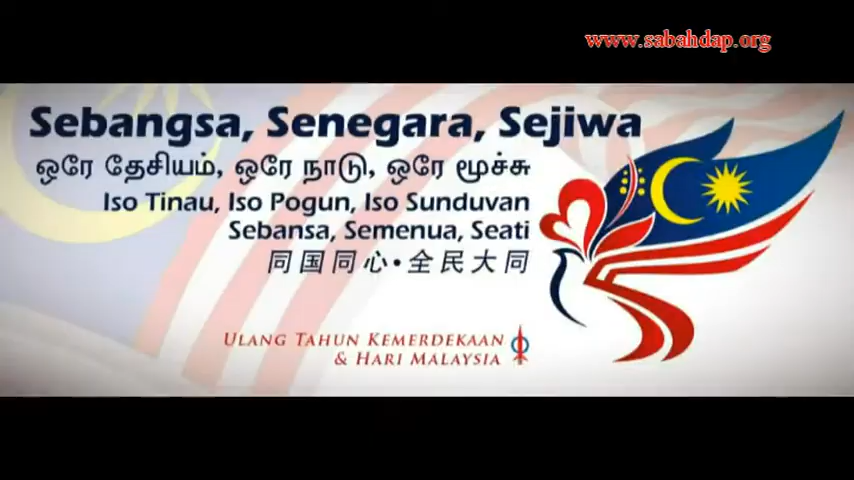 www.sabahdap.org
Sebangsa, Senegara, Sejiwa
ஒரே தேசியம், ஒரே நாடு, ஒரே மூச்சு
Iso Tinau, Iso Pogun, Iso Sunduvan
Sebansa, Semenua, Seati
同国同心•全民大同
ULANG TAHUN KEMERDEKAAN
& HARI MALAYSIA